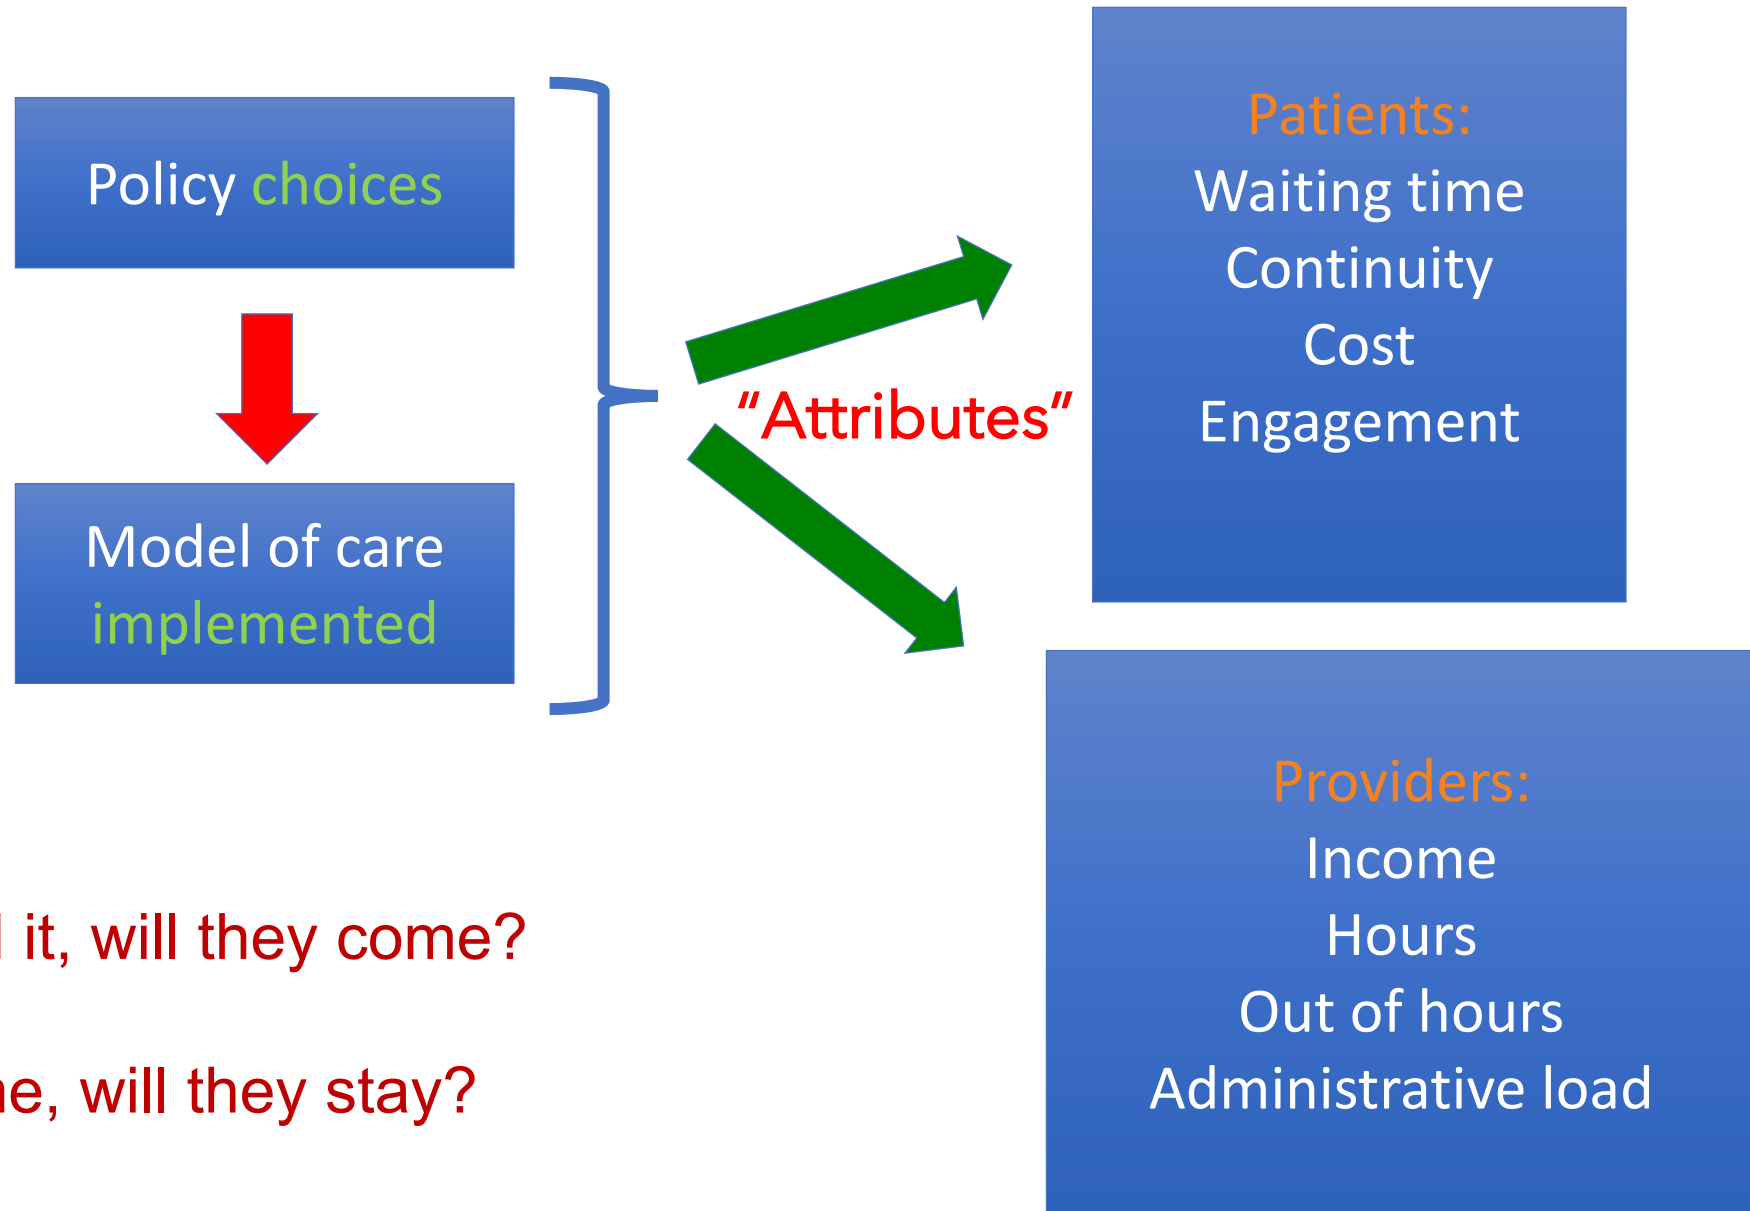 Policy choices
Model of care
implemented
"Attributes"
Patients:
Waiting time
Continuity
Cost
Engagement
Providers:
Income
Hours
Out of hours
Administrative load
it, will they come?
will they stay?